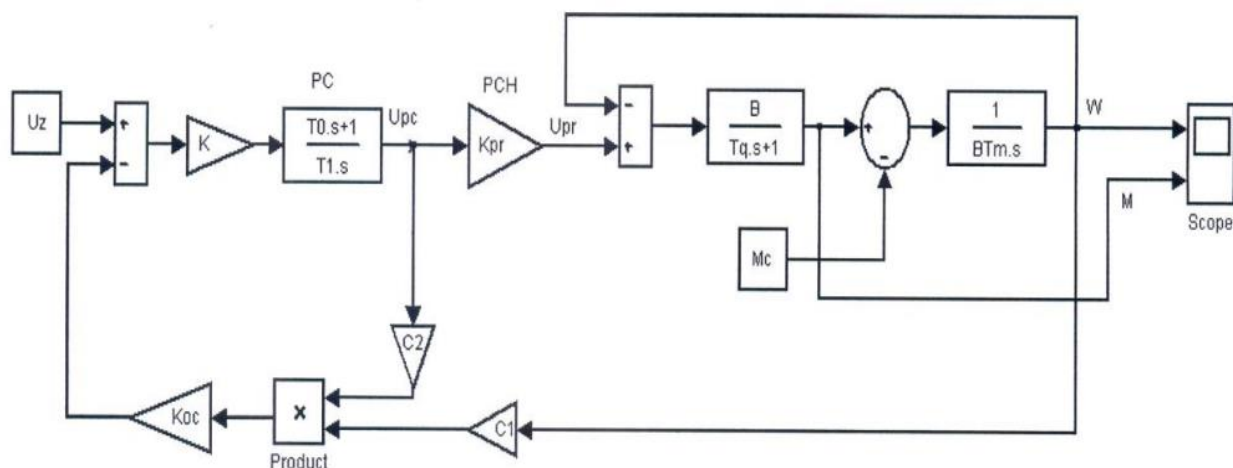 Uz
+
-
K
PC
T0.s+1
T1.s
Upc
PCH
Kpr
Upr
-
+
B
Tq.s+1
+
-
1
BTm.s
W
M
Scope
Mc
C2
Koc
x
Product
C1